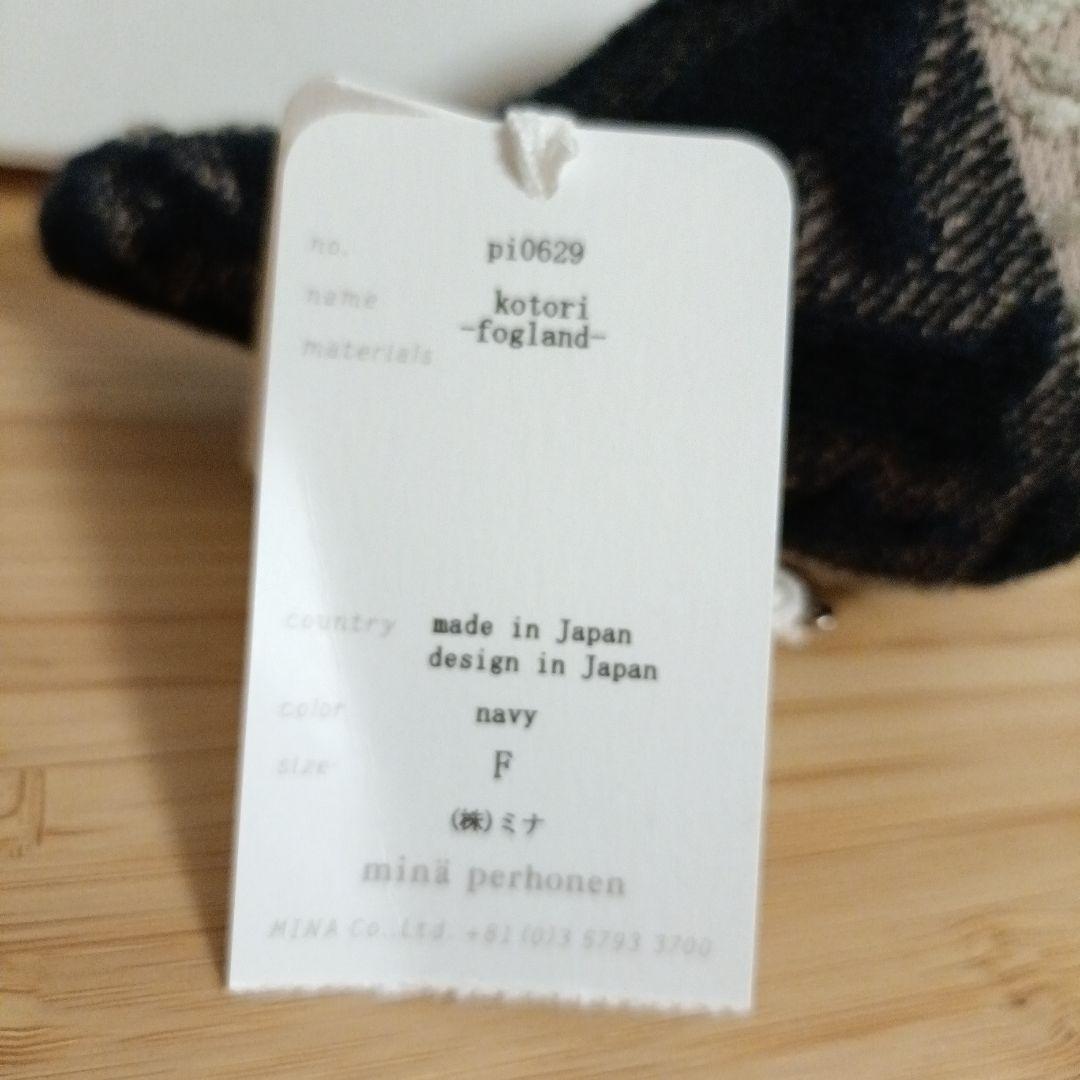 no. pi0629
name kotori
-fogland-
materials
country made in Japan
design in Japan
color navy
size F
(株)ミナ
minä perhonen
MINA Co.,Ltd. +81(0)3 5793 3700